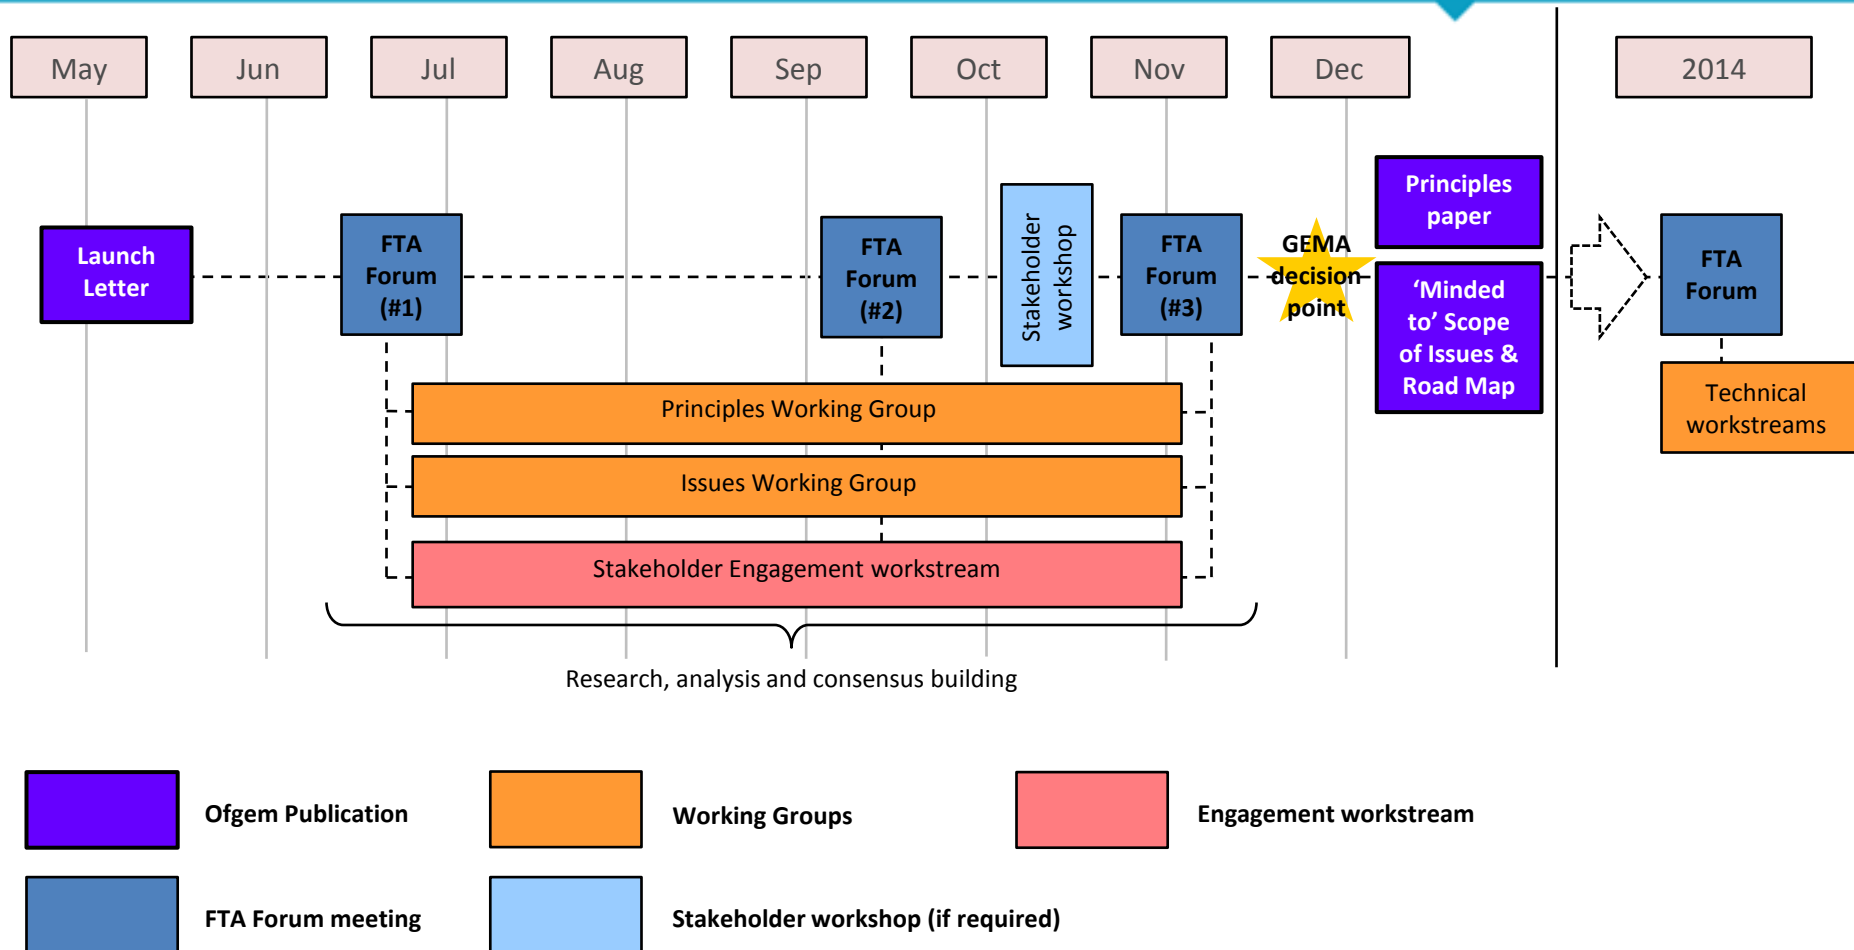 May
Jun
Jul
Aug
Sep
Oct
Nov
Dec
2014
Launch
Letter
FTA
Forum
(#1)
FTA
Forum
(#2)
Stakeholder
workshop
FTA
Forum
(#3)
GEMA
decision
point
Principles
paper
‘Minded
to’ Scope
of Issues &
Road Map
FTA
Forum
Technical
workstreams
Principles Working Group
Issues Working Group
Stakeholder Engagement workstream
Research, analysis and consensus building
Ofgem Publication
Working Groups
Engagement workstream
FTA Forum meeting
Stakeholder workshop (if required)